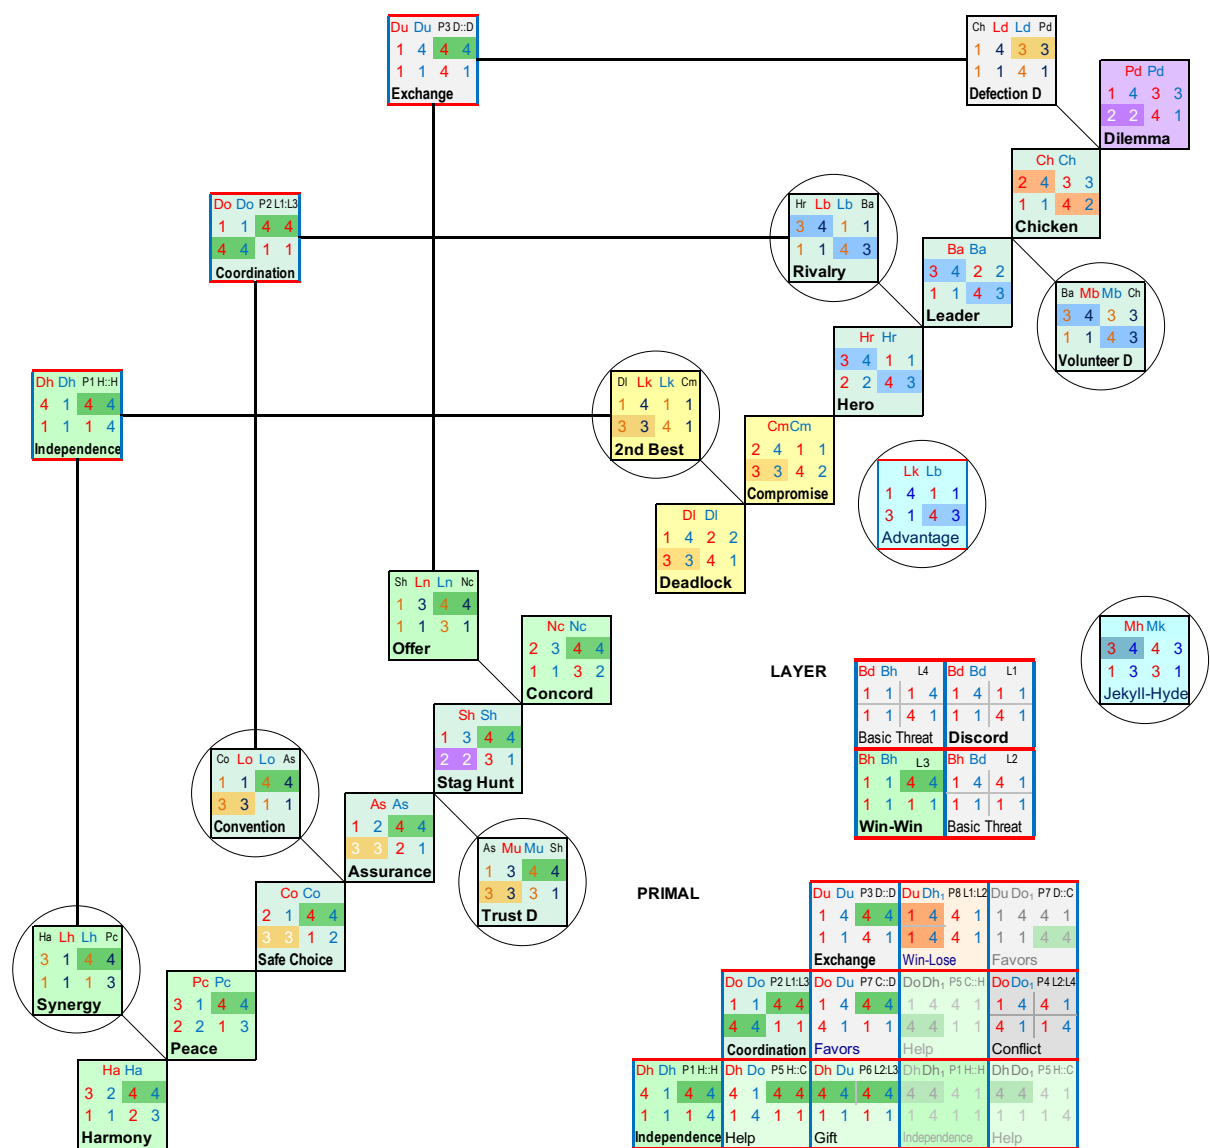 Du Du P3 D::D
1 4 4 4
1 1 4 1
Exchange
Ch Ld Ld Pd
1 4 3 3
1 1 4 1
Defection D
Pd Pd
1 4 3 3
2 2 4 1
Dilemma
Ch Ch
2 4 3 3
1 1 4 2
Chicken
Do Do P2 L1:L3
1 1 4 4
4 4 1 1
Coordination
Hr Lb Lb Ba
3 4 1 1
1 1 4 3
Rivalry
Ba Ba
3 4 2 2
1 1 4 3
Leader
Ba Mb Mb Ch
3 4 3 3
1 1 4 3
Volunteer D
Hr Hr
3 4 1 1
2 2 4 3
Hero
Dh Dh P1 H::H
4 1 4 4
1 1 1 4
Independence
Dl Lk Lk Cm
1 4 1 1
3 3 4 1
2nd Best
Cm Cm
2 4 1 1
3 3 4 2
Compromise
Lk Lb
1 4 1 1
3 1 4 3
Advantage
Dl Dl
1 4 2 2
3 3 4 1
Deadlock
Sh Ln Ln Nc
1 3 4 4
1 1 3 1
Offer
Nc Nc
2 3 4 4
1 1 3 2
Concord
Mh Mk
3 4 4 3
1 3 3 1
Jekyll-Hyde
LAYER
Bd Bh L4
1 1 1 4
1 1 4 1
Basic Threat
Bd Bd L1
1 4 1 1
1 1 4 1
Discord
Bh Bh L3
1 1 4 4
1 1 1 1
Win-Win
Bh Bd L2
1 4 4 1
1 1 1 1
Basic Threat
Sh Sh
1 3 4 4
2 2 3 1
Stag Hunt
Co Lo Lo As
1 1 4 4
3 3 1 1
Convention
As As
1 2 4 4
3 3 2 1
Assurance
As Mu Mu Sh
1 3 4 4
3 3 3 1
Trust D
Co Co
2 1 4 4
3 3 1 2
Safe Choice
Ha Lh Lh Pc
3 1 4 4
1 1 1 3
Synergy
Pc Pc
3 1 4 4
2 2 1 3
Peace
Ha Ha
3 2 4 4
1 1 2 3
Harmony
PRIMAL
Du Du P3 D::D
1 4 4 4
1 1 4 1
Exchange
Du Dh1 P8 L1:L2
1 4 4 1
1 4 4 1
Win-Lose
Du Do1 P7 D::C
1 4 4 1
1 1 4 4
Favors
Do Do P2 L1:L3
1 1 4 4
4 4 1 1
Coordination
Do Du P7 C::D
1 4 4 4
4 1 1 1
Favors
Do Dh1 P5 C::H
1 4 1 1
4 4 1 1
Help
Do Do1 P4 L2:L4
1 4 4 1
4 1 1 4
Conflict
Dh Dh P1 H::H
4 1 4 4
1 1 1 4
Independence
Dh Do P5 H::C
4 1 4 4
1 4 1 1
Help
Dh Du P6 L2:L3
4 4 4 4
1 1 1 1
Gift
Dh Dh1 P1 H::H
4 4 4 1
1 4 1 1
Independence
Dh Do1 P5 H::C
4 4 4 1
1 1 1 4
Help